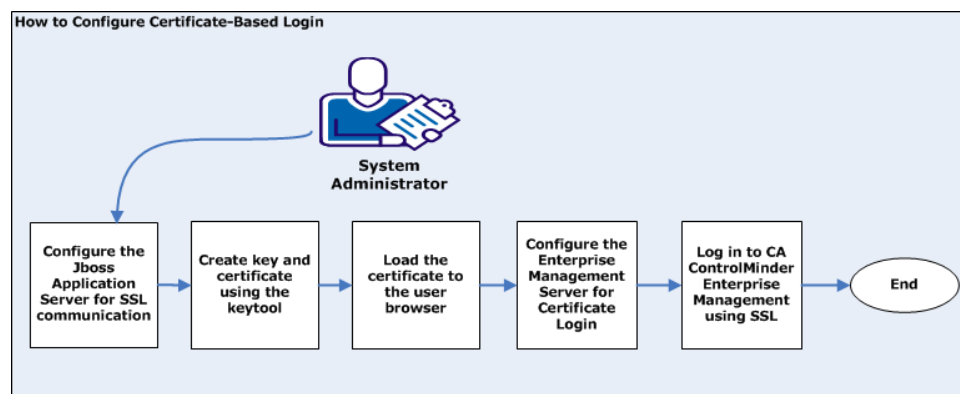 How to Configure Certificate-Based Login
System
Administrator
Configure the
Jboss
Application
Server for SSL
communication
Create key and
certificate
using the
keytool
Load the
certificate to
the user
browser
Configure the
Enterprise
Management
Server for
Certificate
Login
Log in to CA
ControlMinder
Enterprise
Management
using SSL
End